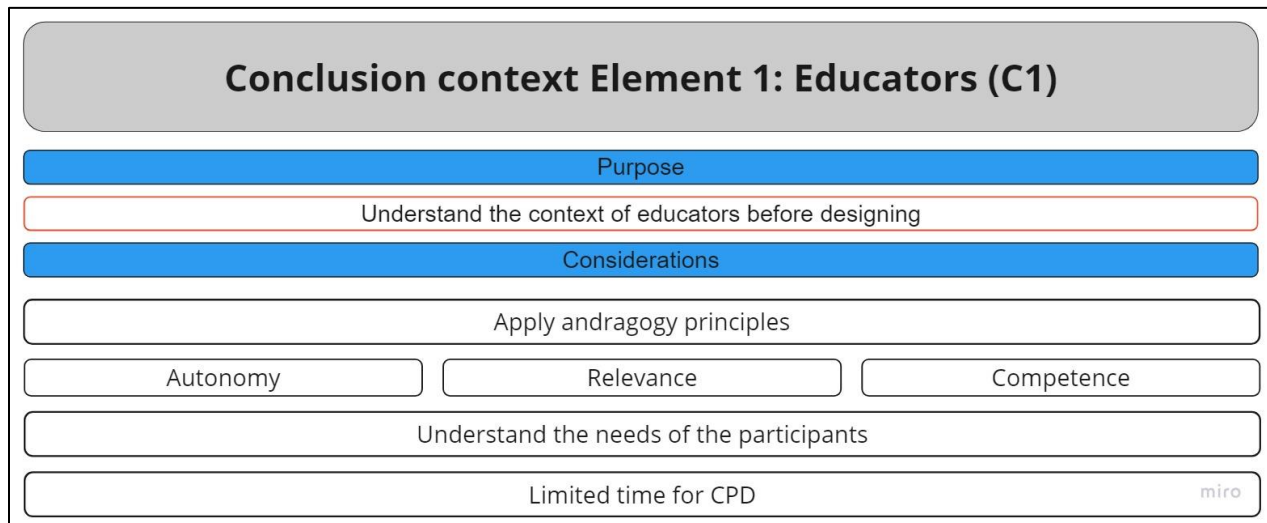 Conclusion context Element 1: Educators (C1)
Purpose
Understand the context of educators before designing
Considerations
Apply andragogy principles
Autonomy
Relevance
Competence
Understand the needs of the participants
Limited time for CPD
miro